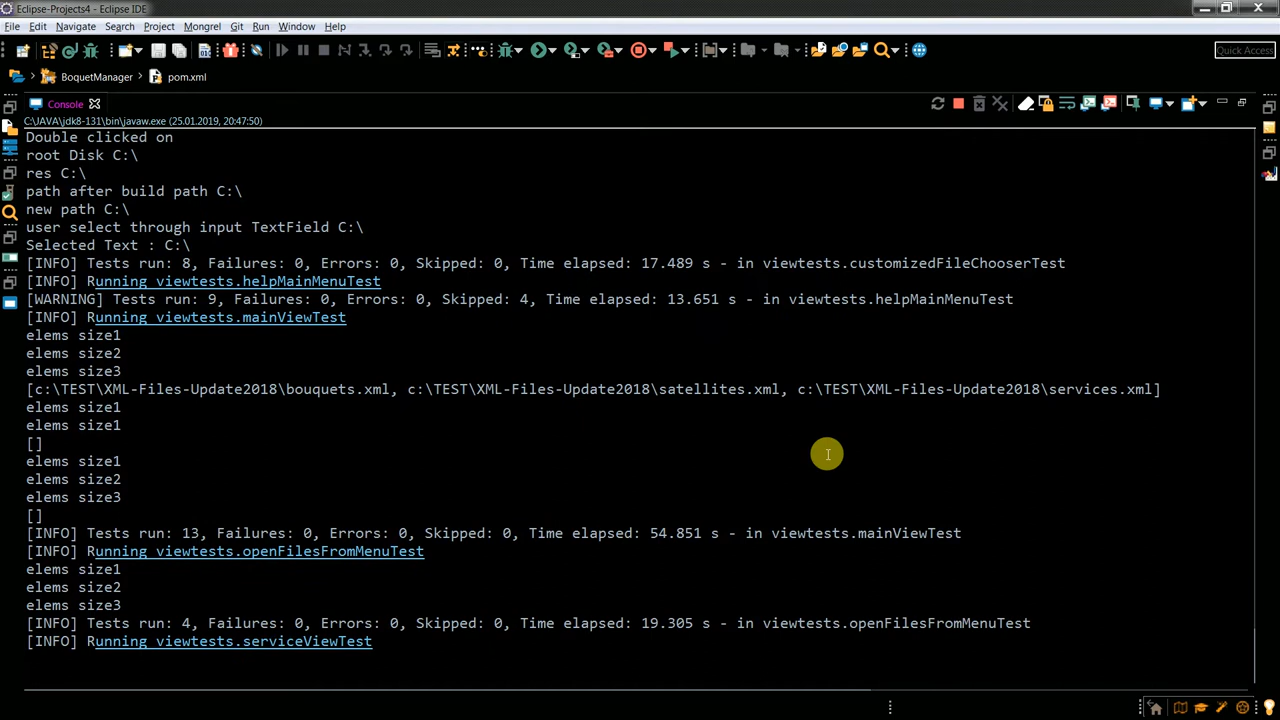 Eclipse-Projects4 - Eclipse IDE
File Edit Navigate Search Project Mongrel Git Run Window Help
Quick Access
BoquetManager pom.xml
Console
C:\JAVA\jdk8-131\bin\javaw.exe (25.01.2019, 20:47:50)
Double clicked on
root Disk C:\
res C:\
path after build path C:\
new path C:\
user select through input TextField C:\
Selected Text : C:\
[INFO] Tests run: 8, Failures: 0, Errors: 0, Skipped: 0, Time elapsed: 17.489 s - in viewtests.customizedFileChooserTest
[INFO] Running viewtests.helpMainMenuTest
[WARNING] Tests run: 9, Failures: 0, Errors: 0, Skipped: 4, Time elapsed: 13.651 s - in viewtests.helpMainMenuTest
[INFO] Running viewtests.mainViewTest
elems size1
elems size2
elems size3
[c:\TEST\XML-Files-Update2018\bouquets.xml, c:\TEST\XML-Files-Update2018\satellites.xml, c:\TEST\XML-Files-Update2018\services.xml]
elems size1
elems size1
[]
elems size1
elems size2
elems size3
[]
[INFO] Tests run: 13, Failures: 0, Errors: 0, Skipped: 0, Time elapsed: 54.851 s - in viewtests.mainViewTest
[INFO] Running viewtests.openFilesFromMenuTest
elems size1
elems size2
elems size3
[INFO] Tests run: 4, Failures: 0, Errors: 0, Skipped: 0, Time elapsed: 19.305 s - in viewtests.openFilesFromMenuTest
[INFO] Running viewtests.serviceViewTest